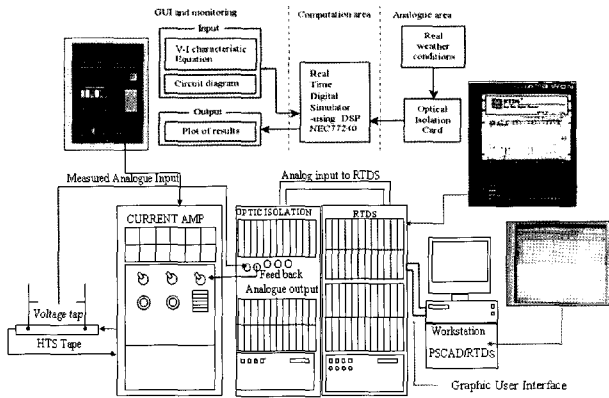 GUI and monitoring
Computation area
Analogue area
Input
V-I characteristic
Equation
Circuit diagram
Output
Plot of results
Real
Time
Digital
Simulator
-using DSP
NEC77240
Real
weather
conditions
Optical
Isolation
Card
RTDS
Measured Analogue Input
Analog input to RTDS
CURRENT AMP
OPTIC ISOLATION
RTDS
Feed back
Analogue output
Voltage tap
HTS Tape
Workstation
PSCAD/RTDs
Graphic User Interface